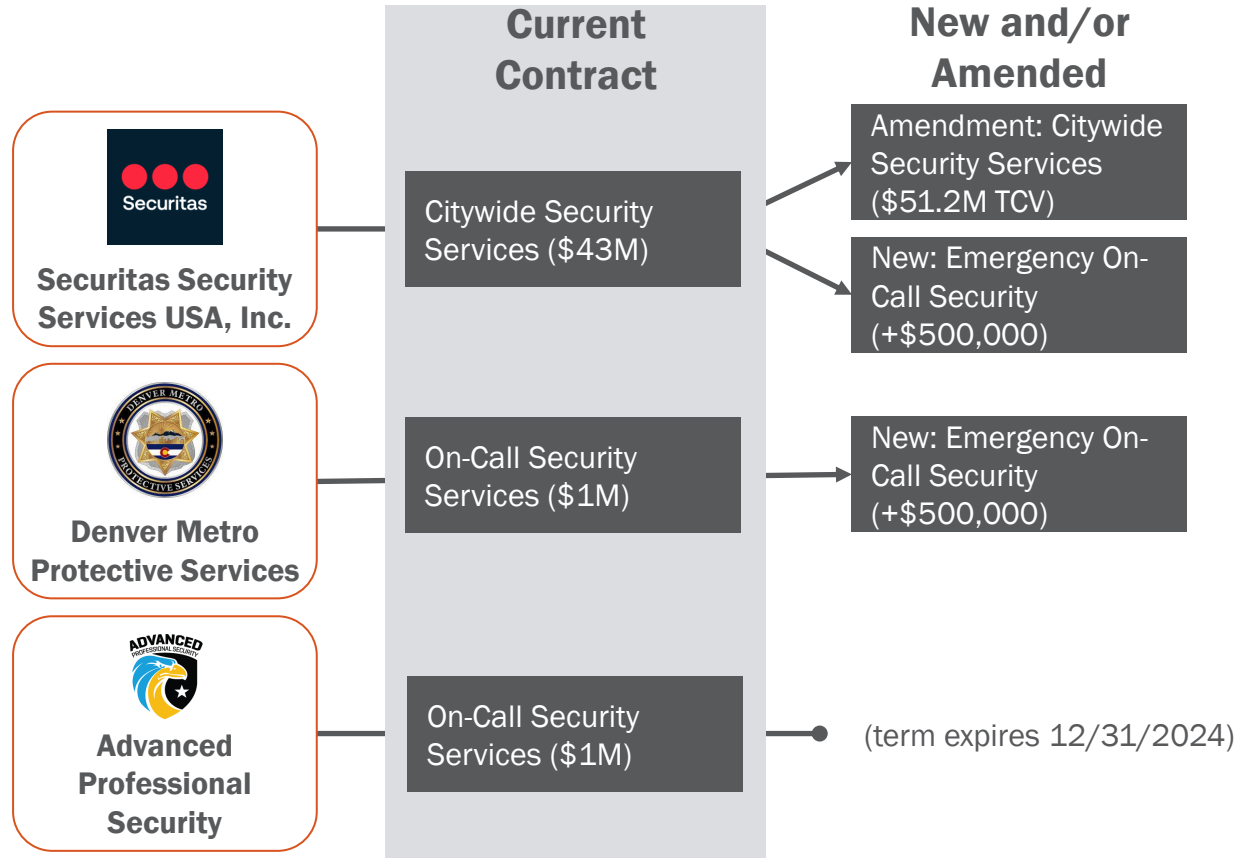 Current
Contract
New and/or
Amended
Securitas
Securitas Security
Services USA, Inc.
Citywide Security
Services ($43M)
Amendment: Citywide
Security Services
($51.2M TCV)
New: Emergency On-
Call Security
(+$500,000)
DENVER METRO
PROTECTIVE SERVICES
Denver Metro
Protective Services
On-Call Security
Services ($1M)
New: Emergency On-
Call Security
(+$500,000)
ADVANCED
PROFESSIONAL SECURITY
Advanced
Professional
Security
On-Call Security
Services ($1M)
(term expires 12/31/2024)